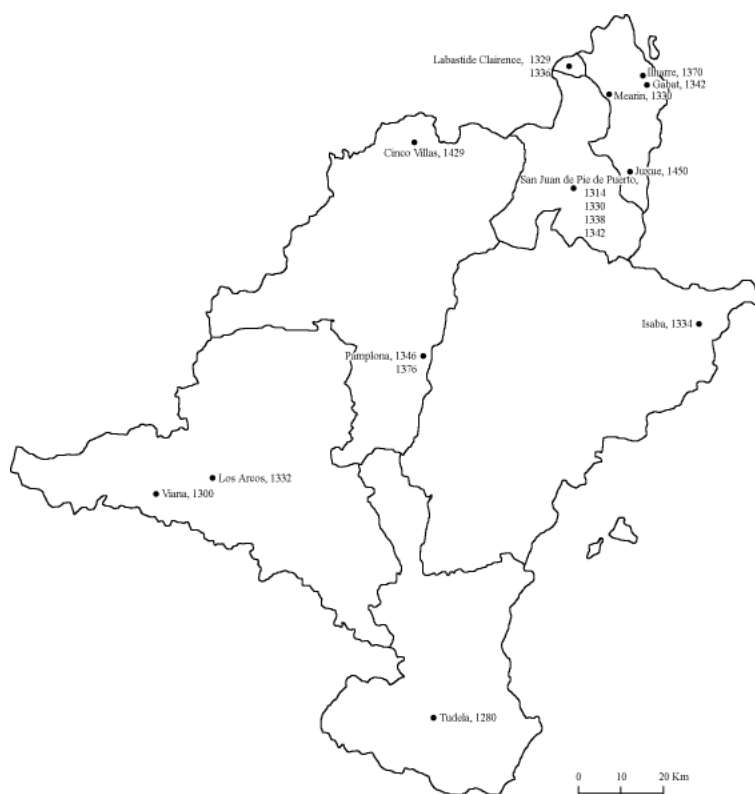 Labastide Clairence, 1329
1336
Ilharre, 1370
Gabat, 1342
Mearin, 1330
Cinco Villas, 1429
Juxue, 1450
San Juan de Pie de Puerto,
1314
1330
1338
1342
Isaba, 1334
Pamplona, 1346
1376
Los Arcos, 1332
Viana, 1300
Tudela, 1280
0 10 20 Km